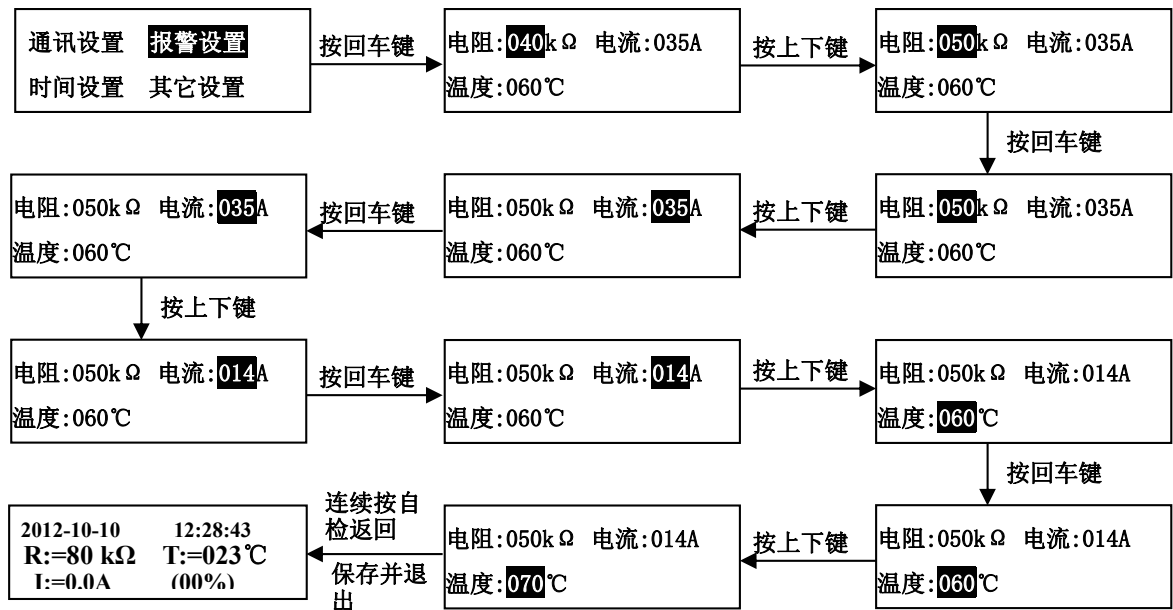 通讯设置 报警设置
时间设置 其它设置
按回车键
电阻:040kΩ 电流:035A
温度:060℃
按上下键
电阻:050kΩ 电流:035A
温度:060℃
按回车键
电阻:050kΩ 电流:035A
温度:060℃
按上下键
电阻:050kΩ 电流:035A
温度:060℃
按回车键
电阻:050kΩ 电流:035A
温度:060℃
按上下键
电阻:050kΩ 电流:014A
温度:060℃
按回车键
电阻:050kΩ 电流:014A
温度:060℃
按上下键
电阻:050kΩ 电流:014A
温度:060℃
按回车键
电阻:050kΩ 电流:014A
温度:060℃
按上下键
电阻:050kΩ 电流:014A
温度:070℃
连续按自
检返回
保存并退
出
2012-10-10 12:28:43
R:=80 kΩ T:=023℃
I:=0.0A (00%)